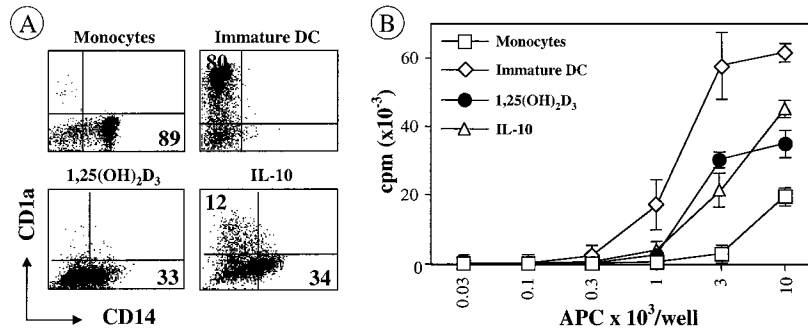 A
Monocytes
Immature DC
89
80
1,25(OH)₂D₃
IL-10
33
12
34
CD1a
CD14
B
Monocytes
Immature DC
1,25(OH)₂D₃
IL-10
cpm (x10⁻³)
60
40
20
0
0.03 0.1 0.3 1 3 10
APC x 10³/well